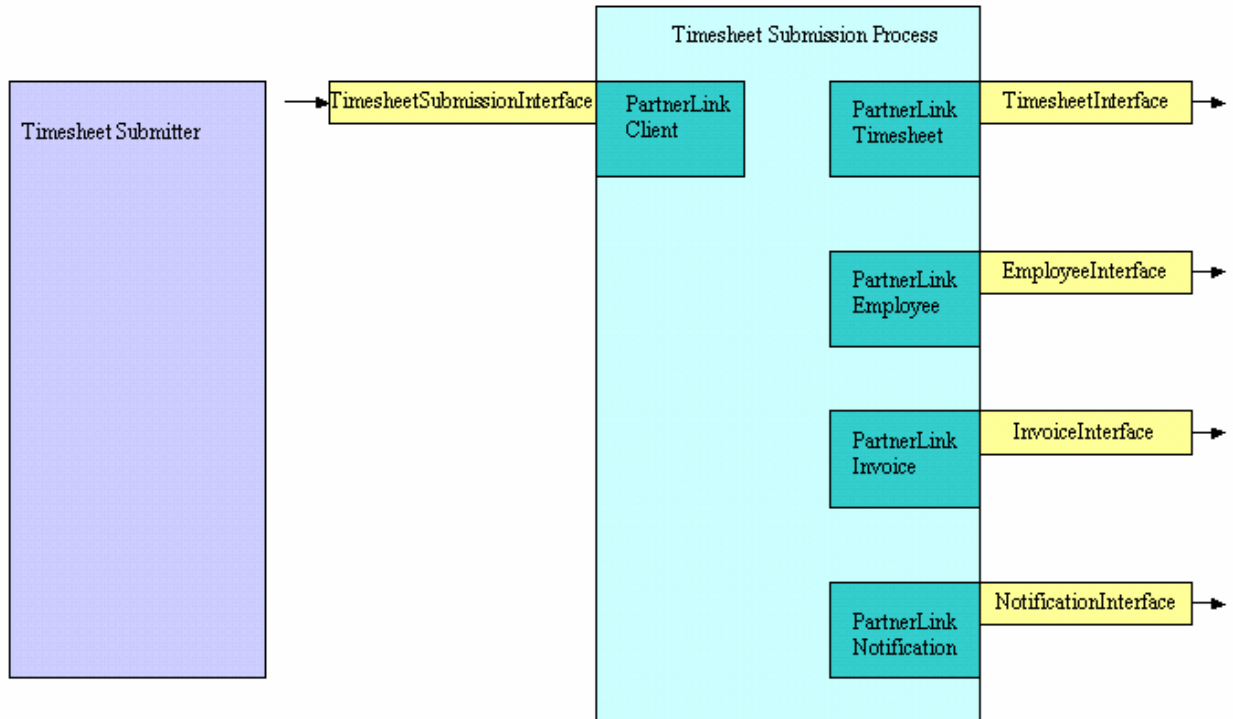 Timesheet Submission Process
Timesheet Submitter
TimesheetSubmissionInterface
PartnerLink
Client
PartnerLink
Timesheet
TimesheetInterface
PartnerLink
Employee
EmployeeInterface
PartnerLink
Invoice
InvoiceInterface
PartnerLink
Notification
NotificationInterface